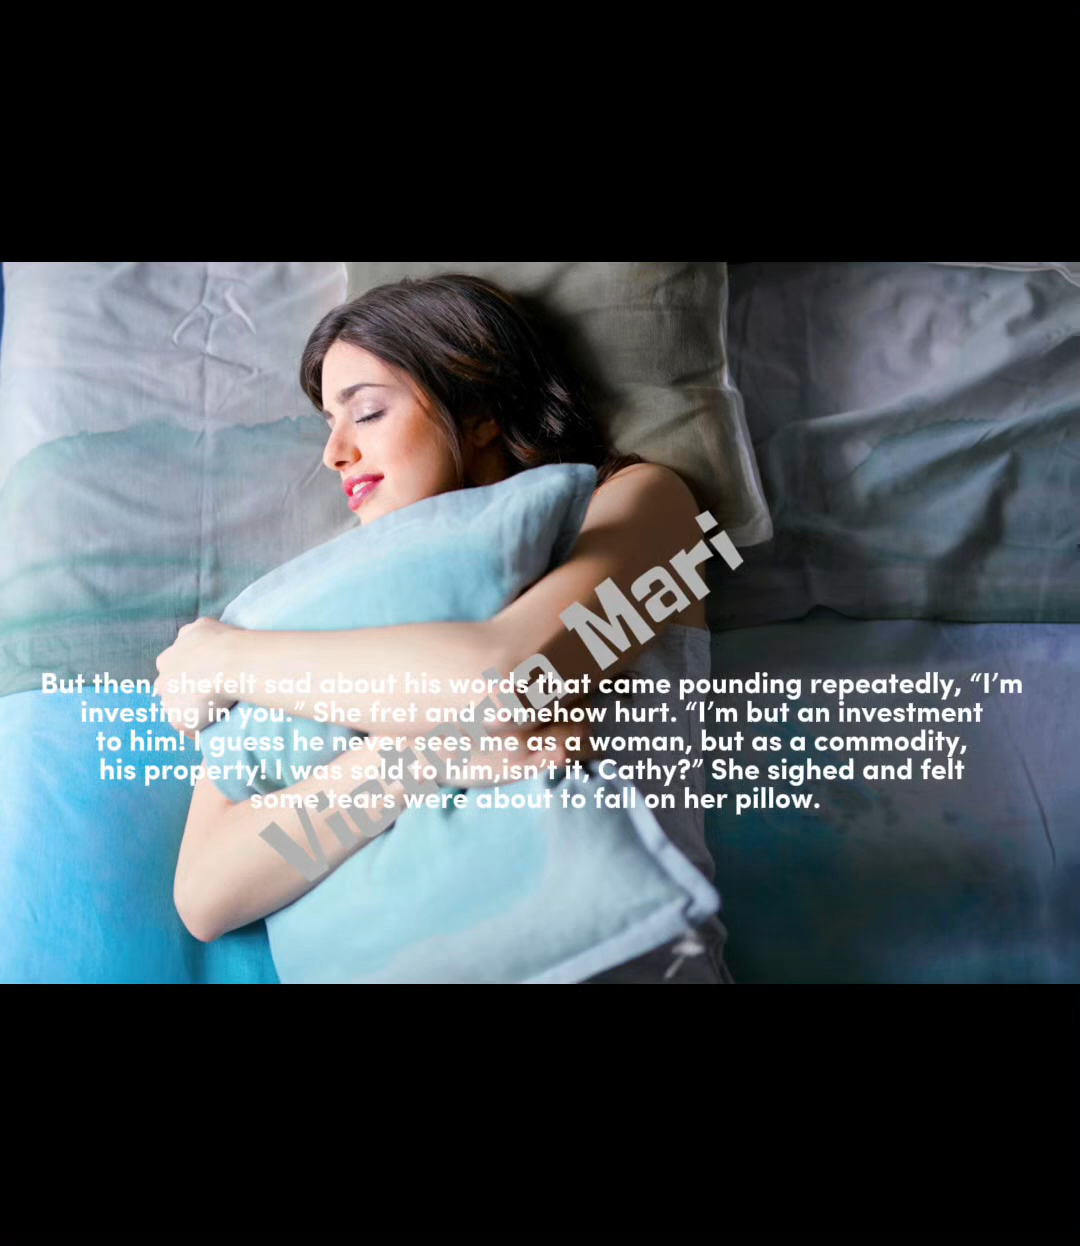 But then, shefelt sad about his words that came pounding repeatedly, “I’m
investing in you.” She fret and somehow hurt. “I’m but an investment
to him! I guess he never sees me as a woman, but as a commodity,
his property! I was sold to him,isn’t it, Cathy?” She sighed and felt
some tears were about to fall on her pillow.
Victoria Mari